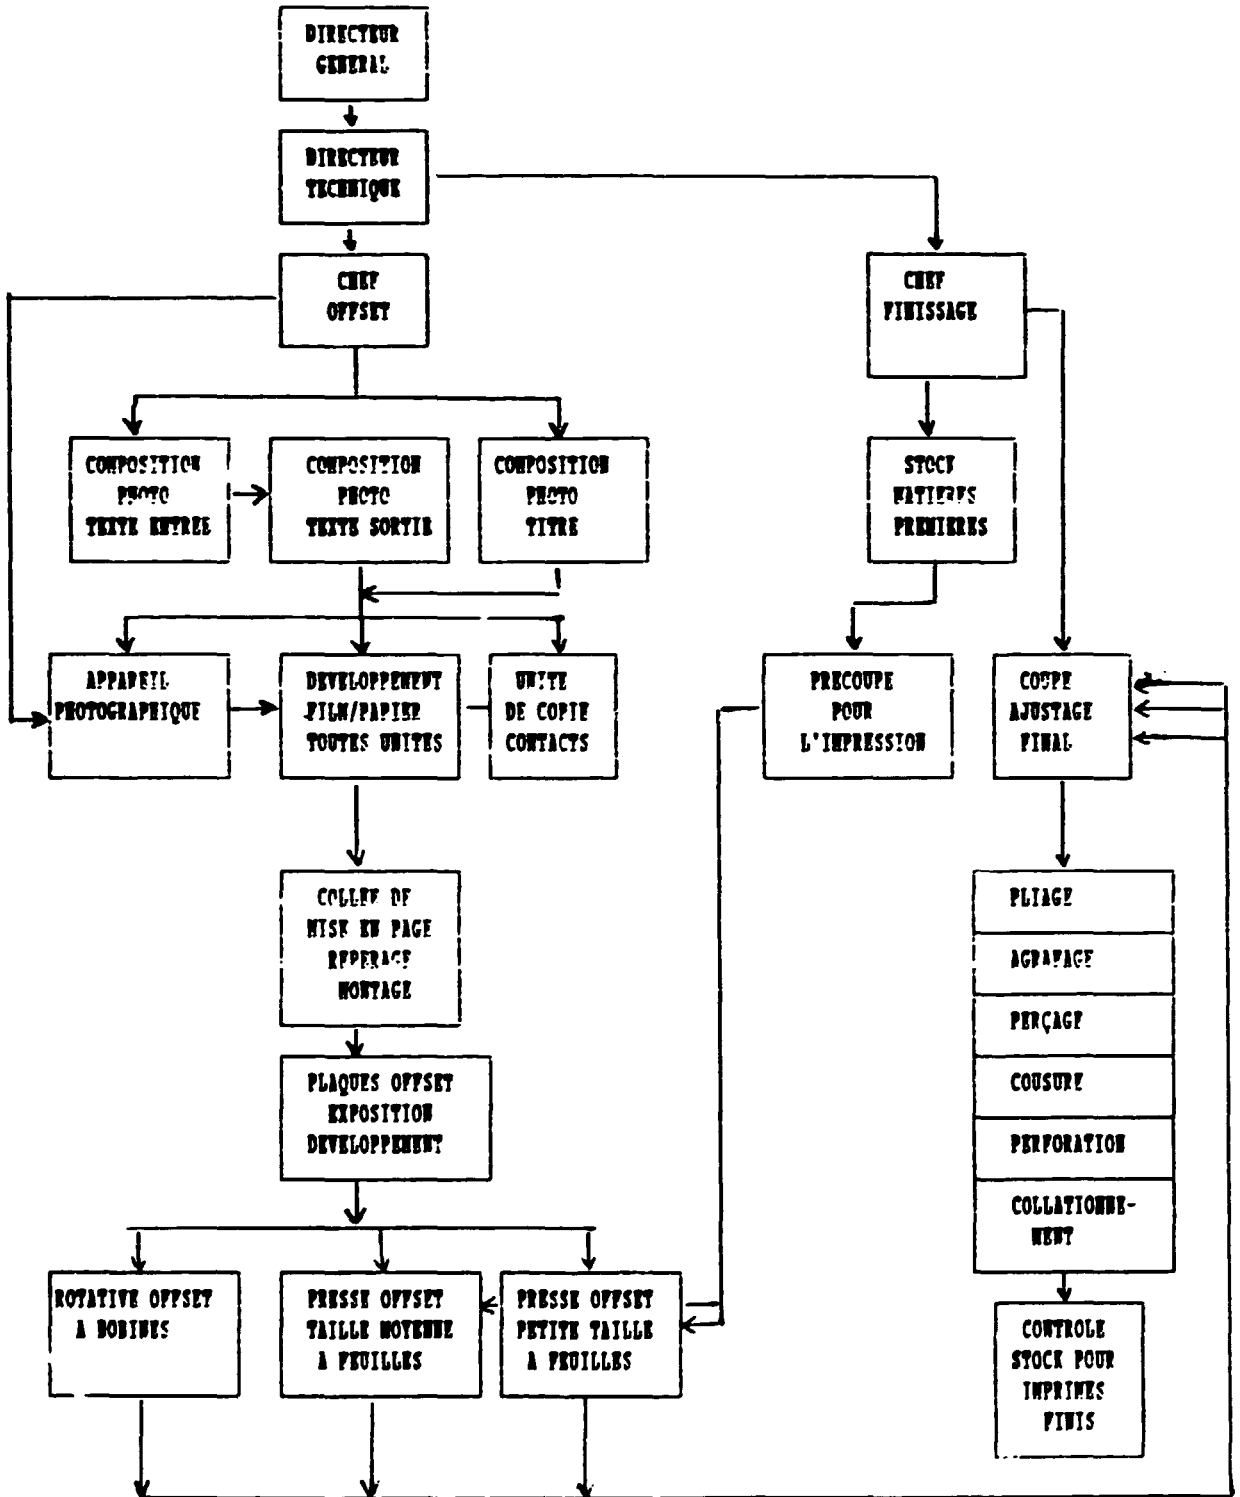 DIRECTEUR
GENERAL
DIRECTEUR
TECHNIQUE
CHEF
OFFSET
CHEF
FINISSAGE
COMPOSITION
PHOTO
TEXTE ENTREE
COMPOSITION
PHOTO
TEXTE SORTIE
COMPOSITION
PHOTO
TITRE
STOCK
MATIERES
PREMIERES
APPAREIL
PHOTOGRAPHIQUE
DEVELOPPEMENT
FILM/PAPIER
TOUTES UNITES
UNITE
DE COPIE
CONTACTS
PRECOUPE
POUR
L'IMPRESSION
COUPE
AJUSTAGE
FINAL
COLLEE DE
MISE EN PAGE
REPERAGE
MONTAGE
PLIAGE
AGRAFAGE
PERÇAGE
COUSURE
PERFORATION
COLLATIONNE-
MENT
PLAQUES OFFSET
EXPOSITION
DEVELOPPEMENT
ROTATIVE OFFSET
A BOBINES
PRESSE OFFSET
TAILLE MOYENNE
A FEUILLES
PRESSE OFFSET
PETITE TAILLE
A FEUILLES
CONTROLE
STOCK POUR
IMPRIMES
FINIS